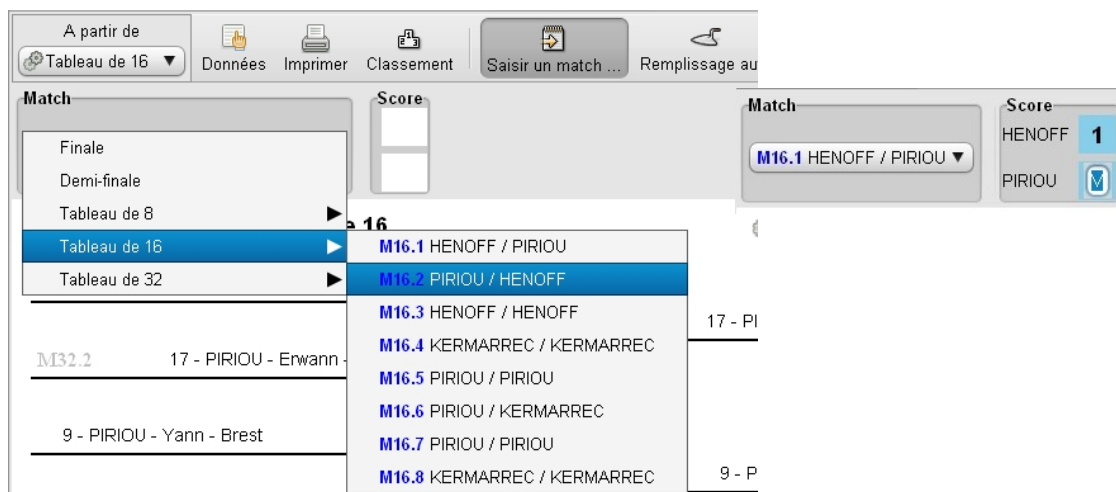 A partir de
Tableau de 16
Données
Imprimer
Classement
Saisir un match ...
Remplissage au
Match
Score
Finale
Demi-finale
Tableau de 8
Tableau de 16
Tableau de 32
e 16
M16.1 HENOFF / PIRIOU
M16.2 PIRIOU / HENOFF
M16.3 HENOFF / HENOFF
M16.4 KERMARREC / KERMARREC
M16.5 PIRIOU / PIRIOU
M16.6 PIRIOU / KERMARREC
M16.7 PIRIOU / PIRIOU
M16.8 KERMARREC / KERMARREC
M32.2 17 - PIRIOU - Erwann -
9 - PIRIOU - Yann - Brest
17 - PI
9 - P
Match
M16.1 HENOFF / PIRIOU
Score
HENOFF 1
PIRIOU V